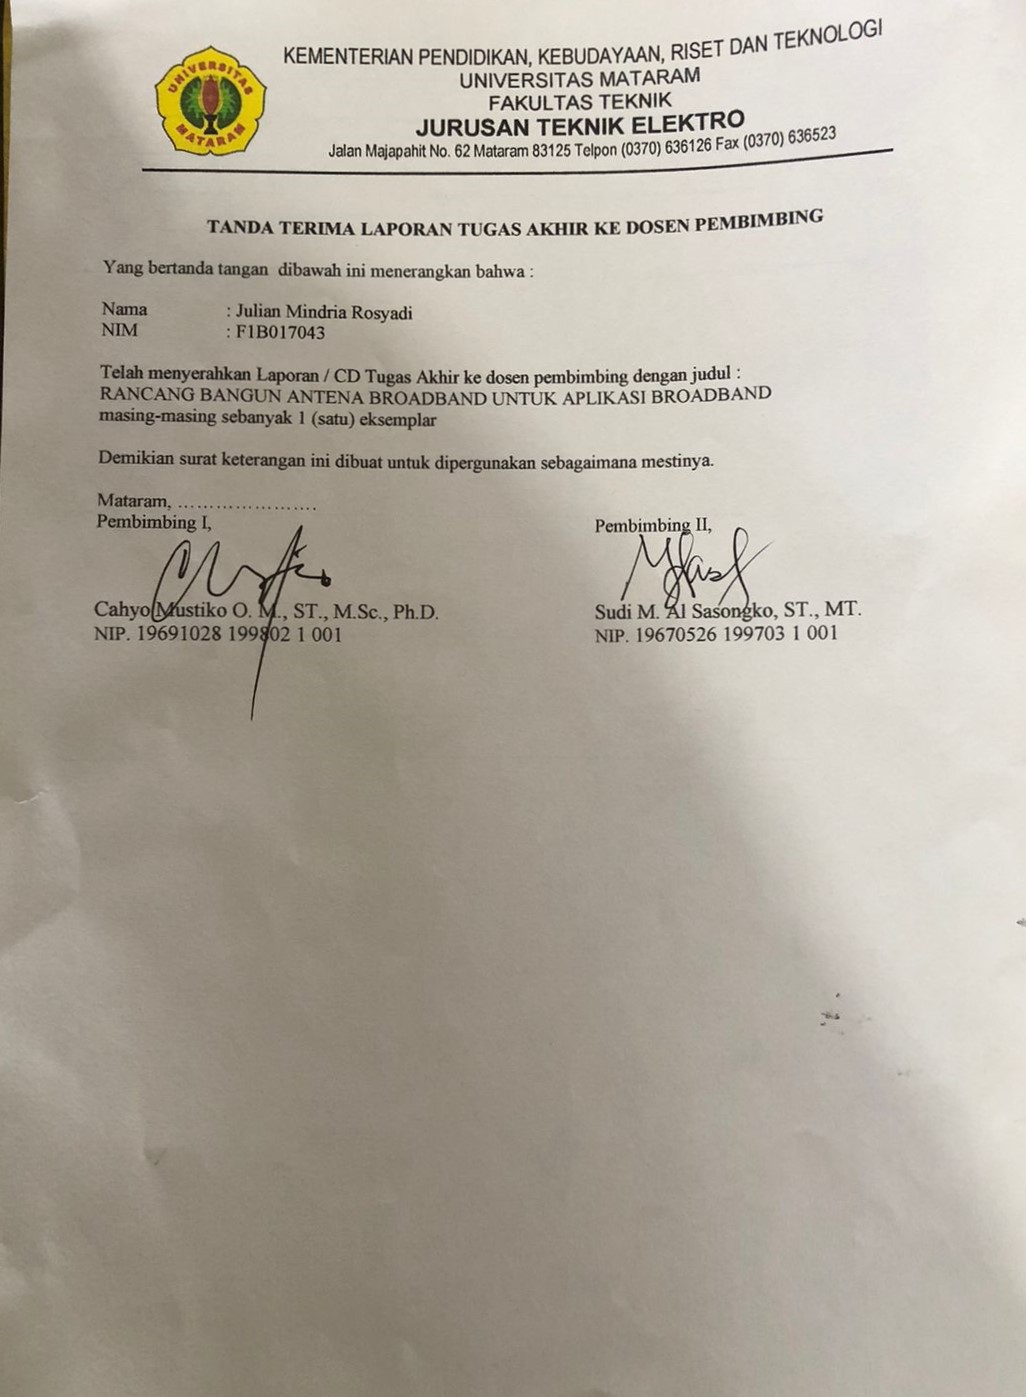 UNIVERSITAS
MATARAM
KEMENTERIAN PENDIDIKAN, KEBUDAYAAN, RISET DAN TEKNOLOGI
UNIVERSITAS MATARAM
FAKULTAS TEKNIK
JURUSAN TEKNIK ELEKTRO
Jalan Majapahit No. 62 Mataram 83125 Telpon (0370) 636126 Fax (0370) 636523
TANDA TERIMA LAPORAN TUGAS AKHIR KE DOSEN PEMBIMBING
Yang bertanda tangan dibawah ini menerangkan bahwa :
Nama : Julian Mindria Rosyadi
NIM : F1B017043
Telah menyerahkan Laporan / CD Tugas Akhir ke dosen pembimbing dengan judul :
RANCANG BANGUN ANTENA BROADBAND UNTUK APLIKASI BROADBAND
masing-masing sebanyak 1 (satu) eksemplar
Demikian surat keterangan ini dibuat untuk dipergunakan sebagaimana mestinya.
Mataram, ......................
Pembimbing I, Pembimbing II,
Cahyo Mustiko O. M., ST., M.Sc., Ph.D. Sudi M. Al Sasongko, ST., MT.
NIP. 19691028 199802 1 001 NIP. 19670526 199703 1 001